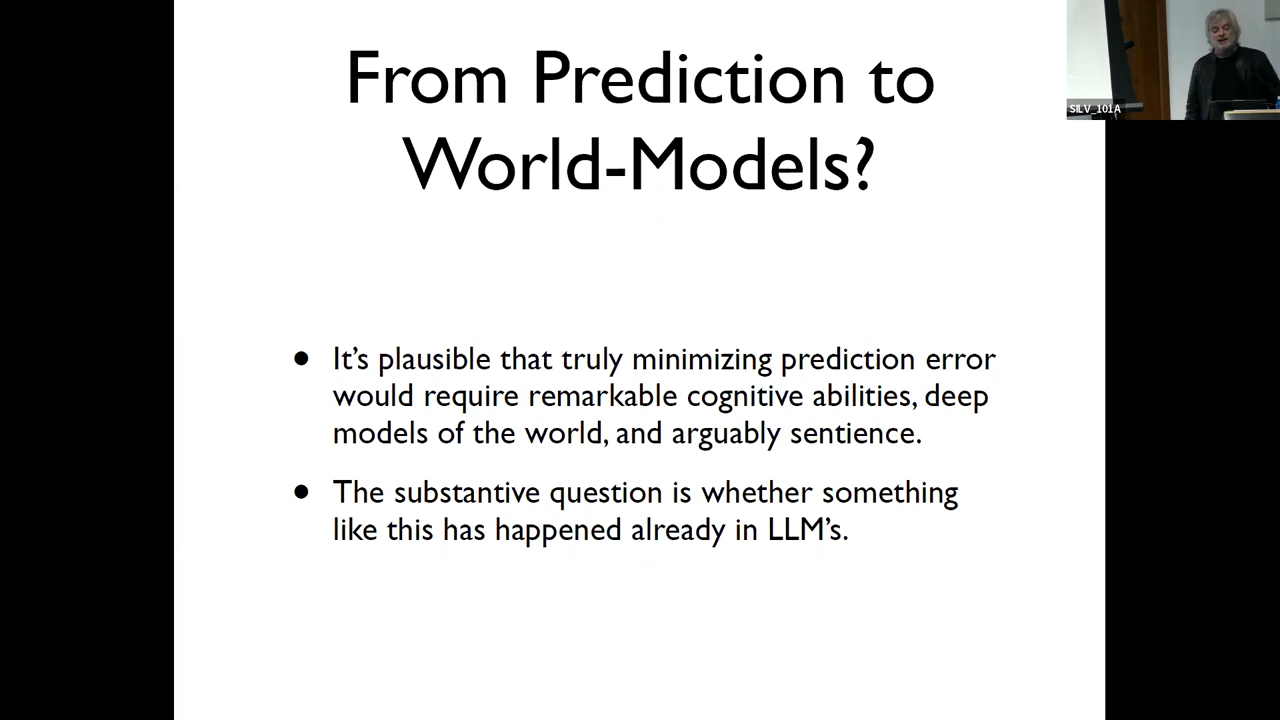 From Prediction to
World-Models?
SILV_101A
• It's plausible that truly minimizing prediction error
would require remarkable cognitive abilities, deep
models of the world, and arguably sentience.
• The substantive question is whether something
like this has happened already in LLM's.